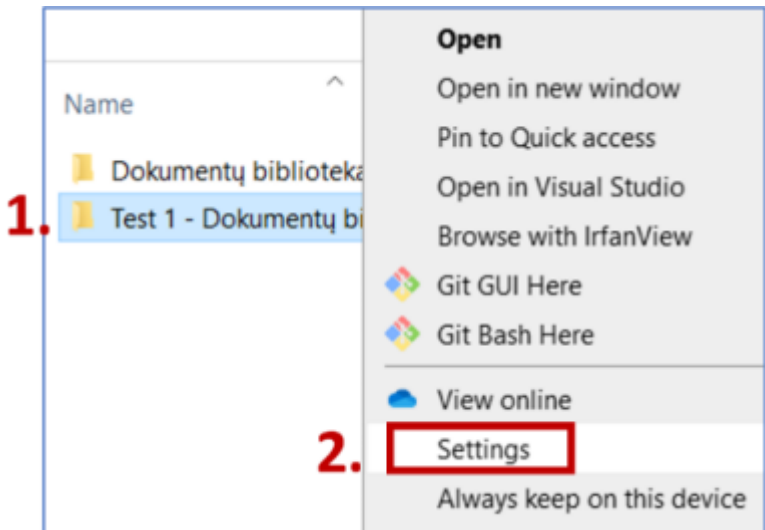 Name
Dokumentų biblioteka
1. Test 1 - Dokumentų bi
Open
Open in new window
Pin to Quick access
Open in Visual Studio
Browse with IrfanView
Git GUI Here
Git Bash Here
View online
2. Settings
Always keep on this device